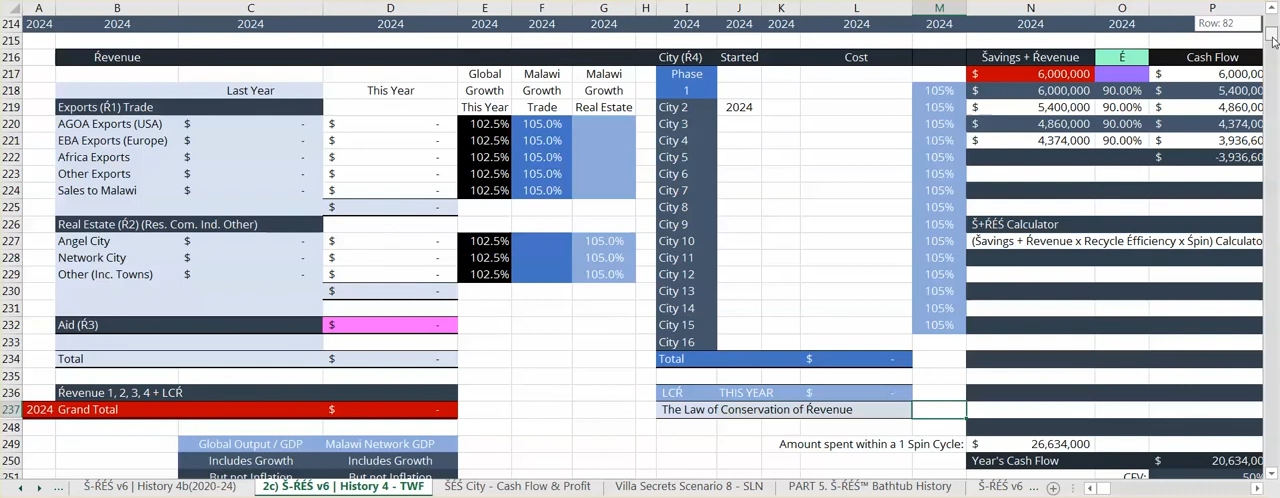 A B C D E F G H I J K L M N O P
214 2024 2024 2024 2024 2024 2024 2024 2024 2024 2024 2024 2024 2024 2024 Row: 82
215
216 Ŕevenue City (Ŕ4) Started Cost Šavings + Ŕevenue É Cash Flow
217 Global Malawi Malawi Phase $ 6,000,000 $ 6,000,00
218 Last Year This Year Growth Growth Growth 1 105% $ 6,000,000 90.00% $ 5,400,00
219 Exports (Ŕ1) Trade This Year Trade Real Estate City 2 2024 105% $ 5,400,000 90.00% $ 4,860,00
220 AGOA Exports (USA) $ - $ - 102.5% 105.0% City 3 105% $ 4,860,000 90.00% $ 4,374,00
221 EBA Exports (Europe) $ - $ - 102.5% 105.0% City 4 105% $ 4,374,000 90.00% $ 3,936,60
222 Africa Exports $ - $ - 102.5% 105.0% City 5 105% $ -3,936,60
223 Other Exports $ - $ - 102.5% 105.0% City 6 105%
224 Sales to Malawi $ - $ - 102.5% 105.0% City 7 105%
225 $ - City 8 105%
226 Real Estate (Ŕ2) (Res. Com. Ind. Other) City 9 105% Š+ŔÉŚ Calculator
227 Angel City $ - $ - 102.5% 105.0% City 10 105% (Šavings + Ŕevenue x Recycle Éfficiency x Śpin) Calculato
228 Network City $ - $ - 102.5% 105.0% City 11 105%
229 Other (Inc. Towns) $ - $ - 102.5% 105.0% City 12 105%
230 $ - City 13 105%
231 City 14 105%
232 Aid (Ŕ3) $ - City 15 105%
233 City 16
234 Total $ - Total $ -
235
236 Ŕevenue 1, 2, 3, 4 + LCŔ LCŔ THIS YEAR $ -
237 2024 Grand Total $ - The Law of Conservation of Ŕevenue
248
249 Global Output / GDP Malawi Network GDP Amount spent within a 1 Spin Cycle: $ 26,634,000
250 Includes Growth Includes Growth Year's Cash Flow $ 20,634,00
251 But not Inflation But not Inflation CEV: 50%
... Š-ŔÉŚ v6 | History 4b(2020-24) 2c) Š-ŔÉŚ v6 | History 4 - TWF ŠÉŚ City - Cash Flow & Profit Villa Secrets Scenario 8 - SLN PART 5. Š-ŔÉŚ™ Bathtub History Š-ŔÉŚ v6 ...